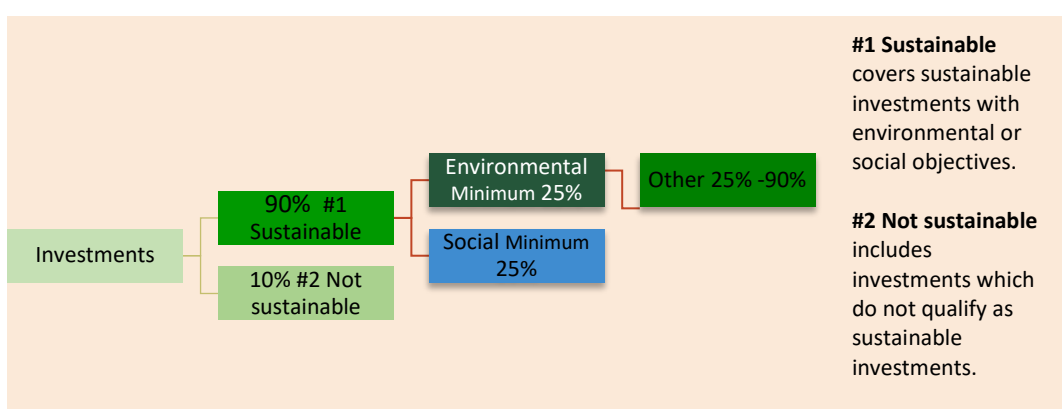 Investments
90% #1
Sustainable
10% #2 Not
sustainable
Environmental
Minimum 25%
Social Minimum
25%
Other 25% -90%
#1 Sustainable
covers sustainable
investments with
environmental or
social objectives.
#2 Not sustainable
includes
investments which
do not qualify as
sustainable
investments.